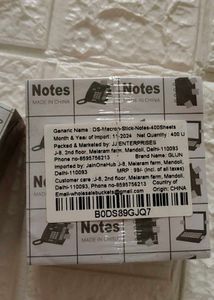 Notes
Notes
MADE IN CHINA
Generic Name : DS-Macron-Stick-Notes-400Sheets
Month & Year of Import : 11-2024 Net Quantity : 400 U
Packed & Marketed by: JJ ENTERPRISES
J-8, 2nd floor, Melaram farm, Mandoli, Delhi-110093
Phone no-8595756213 Brand Name: GLUN
Imported by: JainOneHub J-8, Melaram farm, Mandoli,
Delhi-110093 MRP : 99/- (Incl. of all taxes)
Customer care :J-8, 2nd floor, Melaram farm, Mandoli,
Delhi-110093, Phone no-8595756213 Country of
Email-wholesalebuckets@gmail.com Origin: CHINA
B0DS89GJQ7
Notes
MADE IN CHINA